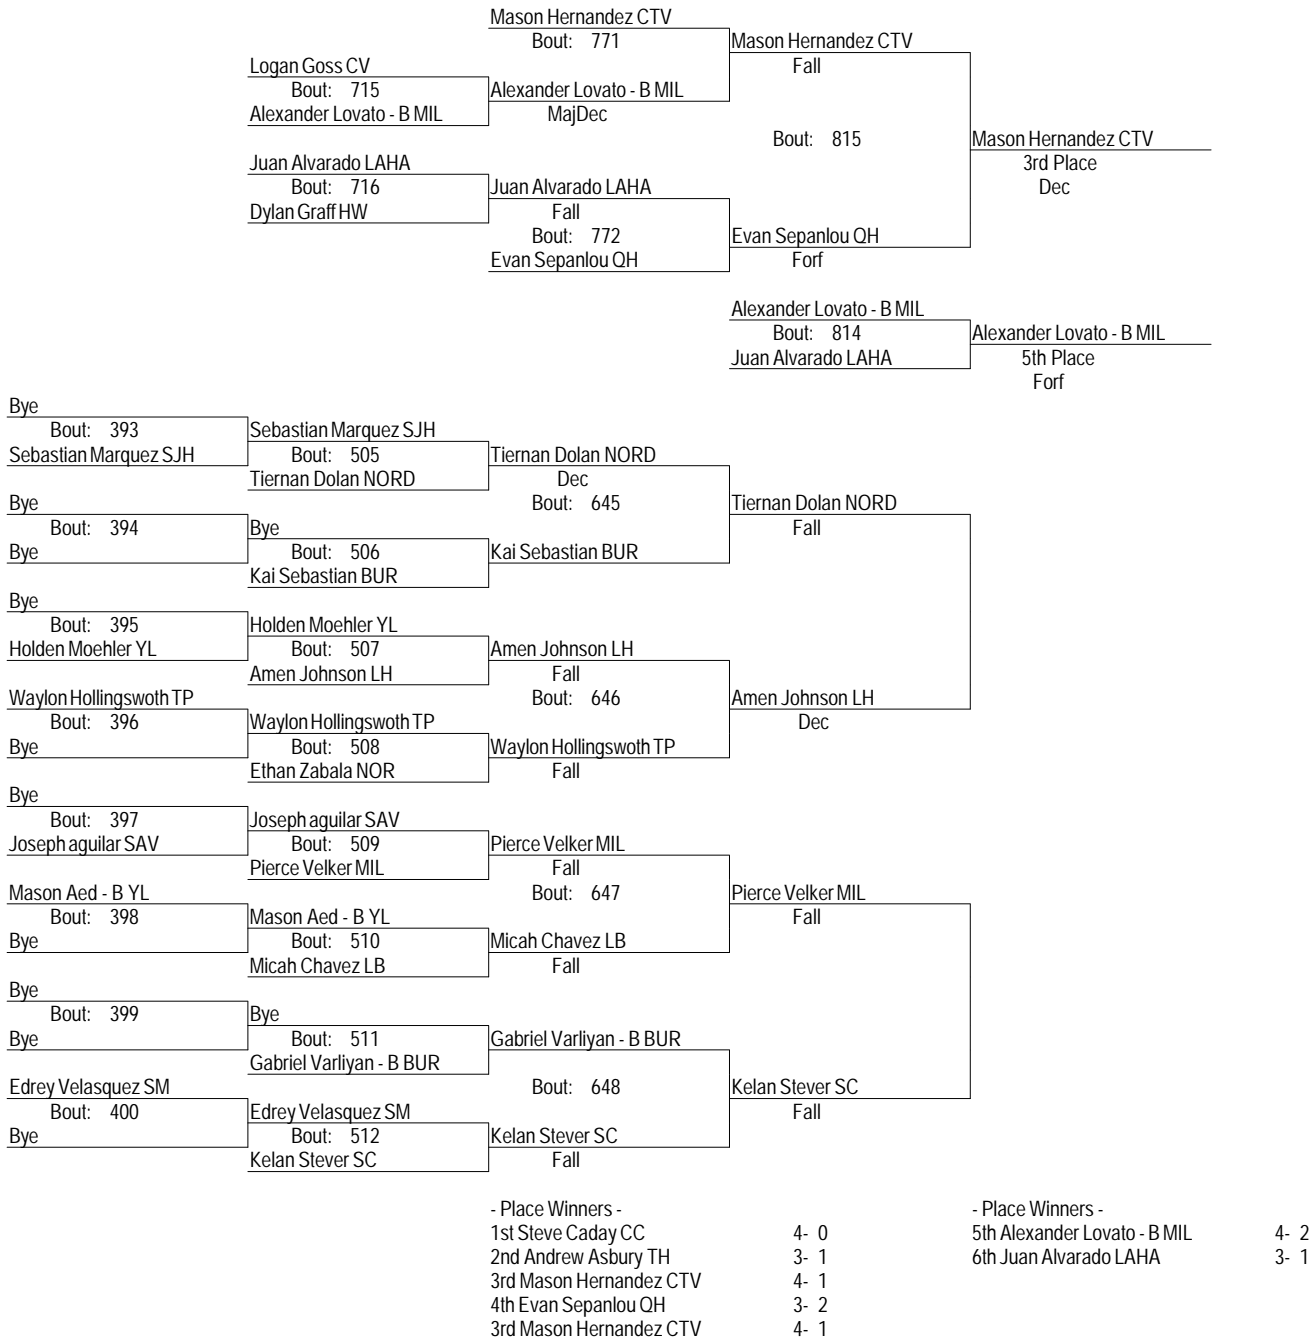 Mason Hernandez CTV
Bout: 771
Mason Hernandez CTV
Fall
Logan Goss CV
Bout: 715
Alexander Lovato - B MIL
Alexander Lovato - B MIL
MajDec
Bout: 815
Mason Hernandez CTV
3rd Place
Dec
Juan Alvarado LAHA
Bout: 716
Dylan Graff HW
Juan Alvarado LAHA
Fall
Bout: 772
Evan Sepanlou QH
Evan Sepanlou QH
Forf
Alexander Lovato - B MIL
Bout: 814
Juan Alvarado LAHA
Alexander Lovato - B MIL
5th Place
Forf
Bye
Bout: 393
Sebastian Marquez SJH
Sebastian Marquez SJH
Bout: 505
Tiernan Dolan NORD
Tiernan Dolan NORD
Dec
Bout: 645
Tiernan Dolan NORD
Fall
Bye
Bout: 394
Bye
Bye
Bout: 506
Kai Sebastian BUR
Kai Sebastian BUR
Bye
Bout: 395
Holden Moehler YL
Holden Moehler YL
Bout: 507
Amen Johnson LH
Amen Johnson LH
Fall
Bout: 646
Amen Johnson LH
Dec
Waylon Hollingswoth TP
Bout: 396
Bye
Waylon Hollingswoth TP
Bout: 508
Ethan Zabala NOR
Waylon Hollingswoth TP
Fall
Bye
Bout: 397
Joseph aguilar SAV
Joseph aguilar SAV
Bout: 509
Pierce Velker MIL
Pierce Velker MIL
Fall
Bout: 647
Pierce Velker MIL
Fall
Mason Aed - B YL
Bout: 398
Bye
Mason Aed - B YL
Bout: 510
Micah Chavez LB
Micah Chavez LB
Fall
Bye
Bout: 399
Bye
Bye
Bout: 511
Gabriel Varliyan - B BUR
Gabriel Varliyan - B BUR
Bout: 648
Kelan Stever SC
Fall
Edrey Velasquez SM
Bout: 400
Bye
Edrey Velasquez SM
Bout: 512
Kelan Stever SC
Kelan Stever SC
Fall
- Place Winners -
1st Steve Caday CC 4- 0
2nd Andrew Asbury TH 3- 1
3rd Mason Hernandez CTV 4- 1
4th Evan Sepanlou QH 3- 2
3rd Mason Hernandez CTV 4- 1
- Place Winners -
5th Alexander Lovato - B MIL 4- 2
6th Juan Alvarado LAHA 3- 1